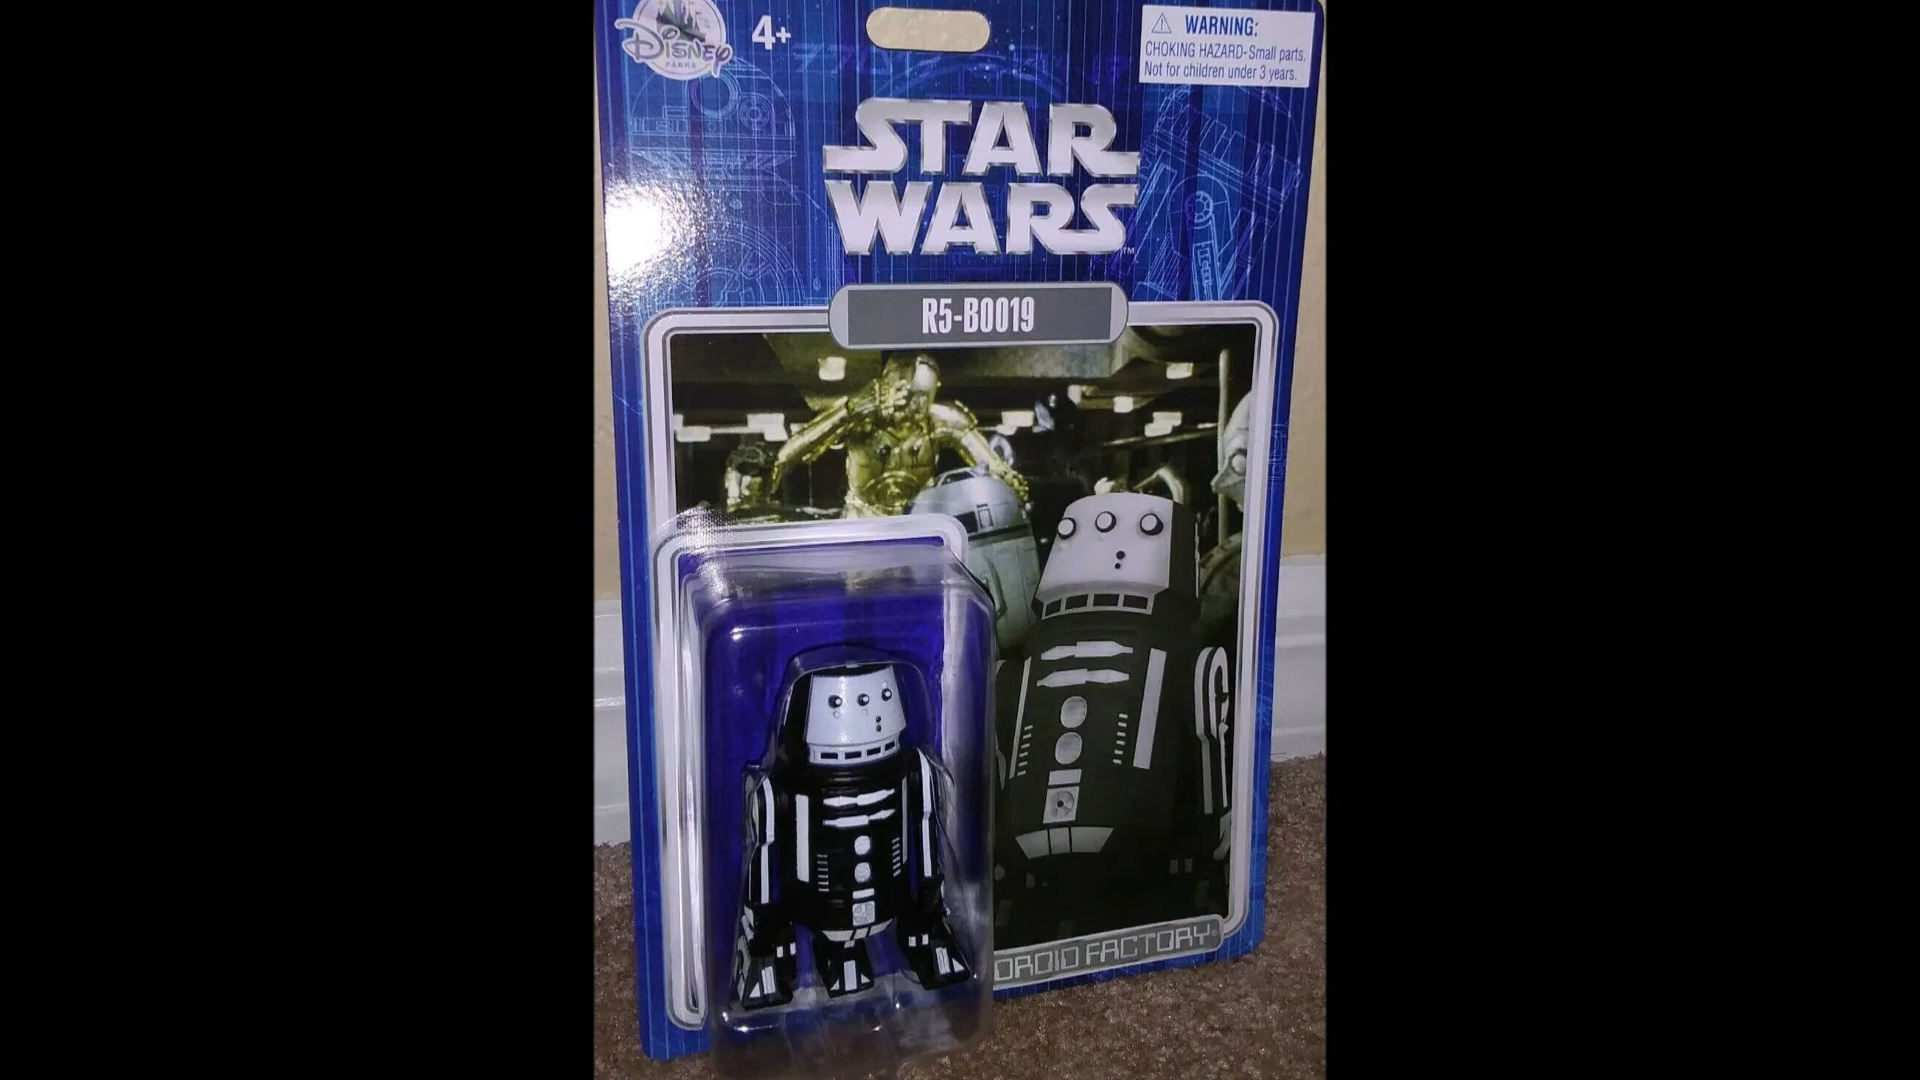 Disney
PARKS
4+
WARNING:
CHOKING HAZARD-Small parts.
Not for children under 3 years.
STAR
WARS
TM
R5-B0019
DROID FACTORY